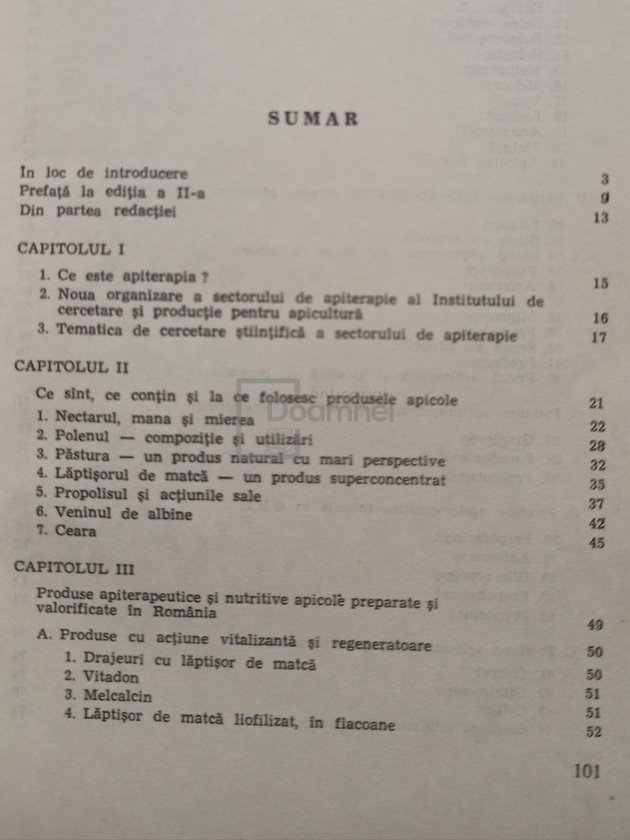 SUMAR
In loc de introducere 3
Prefață la ediția a II-a 9
Din partea redacției 13
CAPITOLUL I
1. Ce este apiterapia ? 15
2. Noua organizare a sectorului de apiterapie al Institutului de
cercetare și producție pentru apicultură 16
3. Tematica de cercetare științifică a sectorului de apiterapie 17
CAPITOLUL II
Ce sînt, ce conțin și la ce folosesc produsele apicole 21
1. Nectarul, mana și mierea 22
2. Polenul — compoziție și utilizări 28
3. Păstura — un produs natural cu mari perspective 32
4. Lăptișorul de matcă — un produs superconcentrat 35
5. Propolisul și acțiunile sale 37
6. Veninul de albine 42
7. Ceara 45
CAPITOLUL III
Produse apiterapeutice și nutritive apicole preparate și
valorificate în România 49
A. Produse cu acțiune vitalizantă și regeneratoare 50
1. Drajeuri cu lăptișor de matcă 50
2. Vitadon 51
3. Melcalcin 51
4. Lăptișor de matcă liofilizat, în flacoane 52
101
anticariat
DoamneI